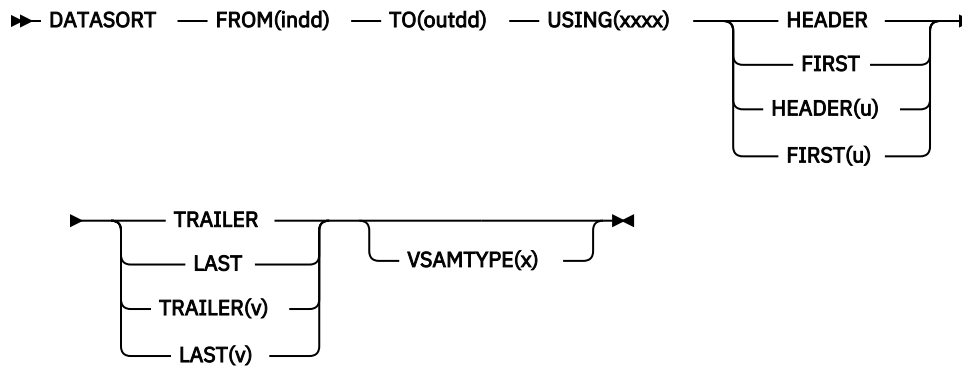 DATASORT FROM(indd) TO(outdd) USING(xxxx) HEADER
FIRST
HEADER(u)
FIRST(u)
TRAILER
LAST
VSAMTYPE(x)
TRAILER(v)
LAST(v)